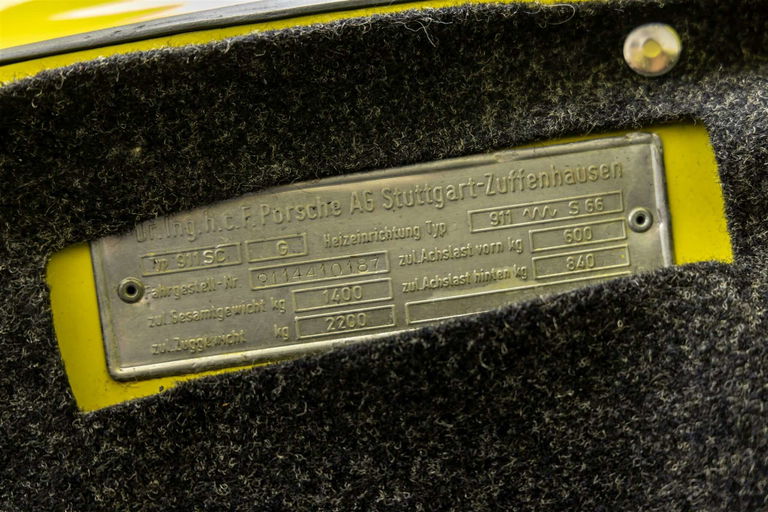 Dr. Ing. h.c. F. Porsche AG Stuttgart-Zuffenhausen
Typ 911 SC G Heizeinrichtung Typ 911 S 66
Fahrgestell-Nr. 9114410187 zul. Achslast vorn kg 600
zul. Gesamtgewicht kg 1400 zul. Achslast hinten kg 840
zul. Zuggewicht kg 2200